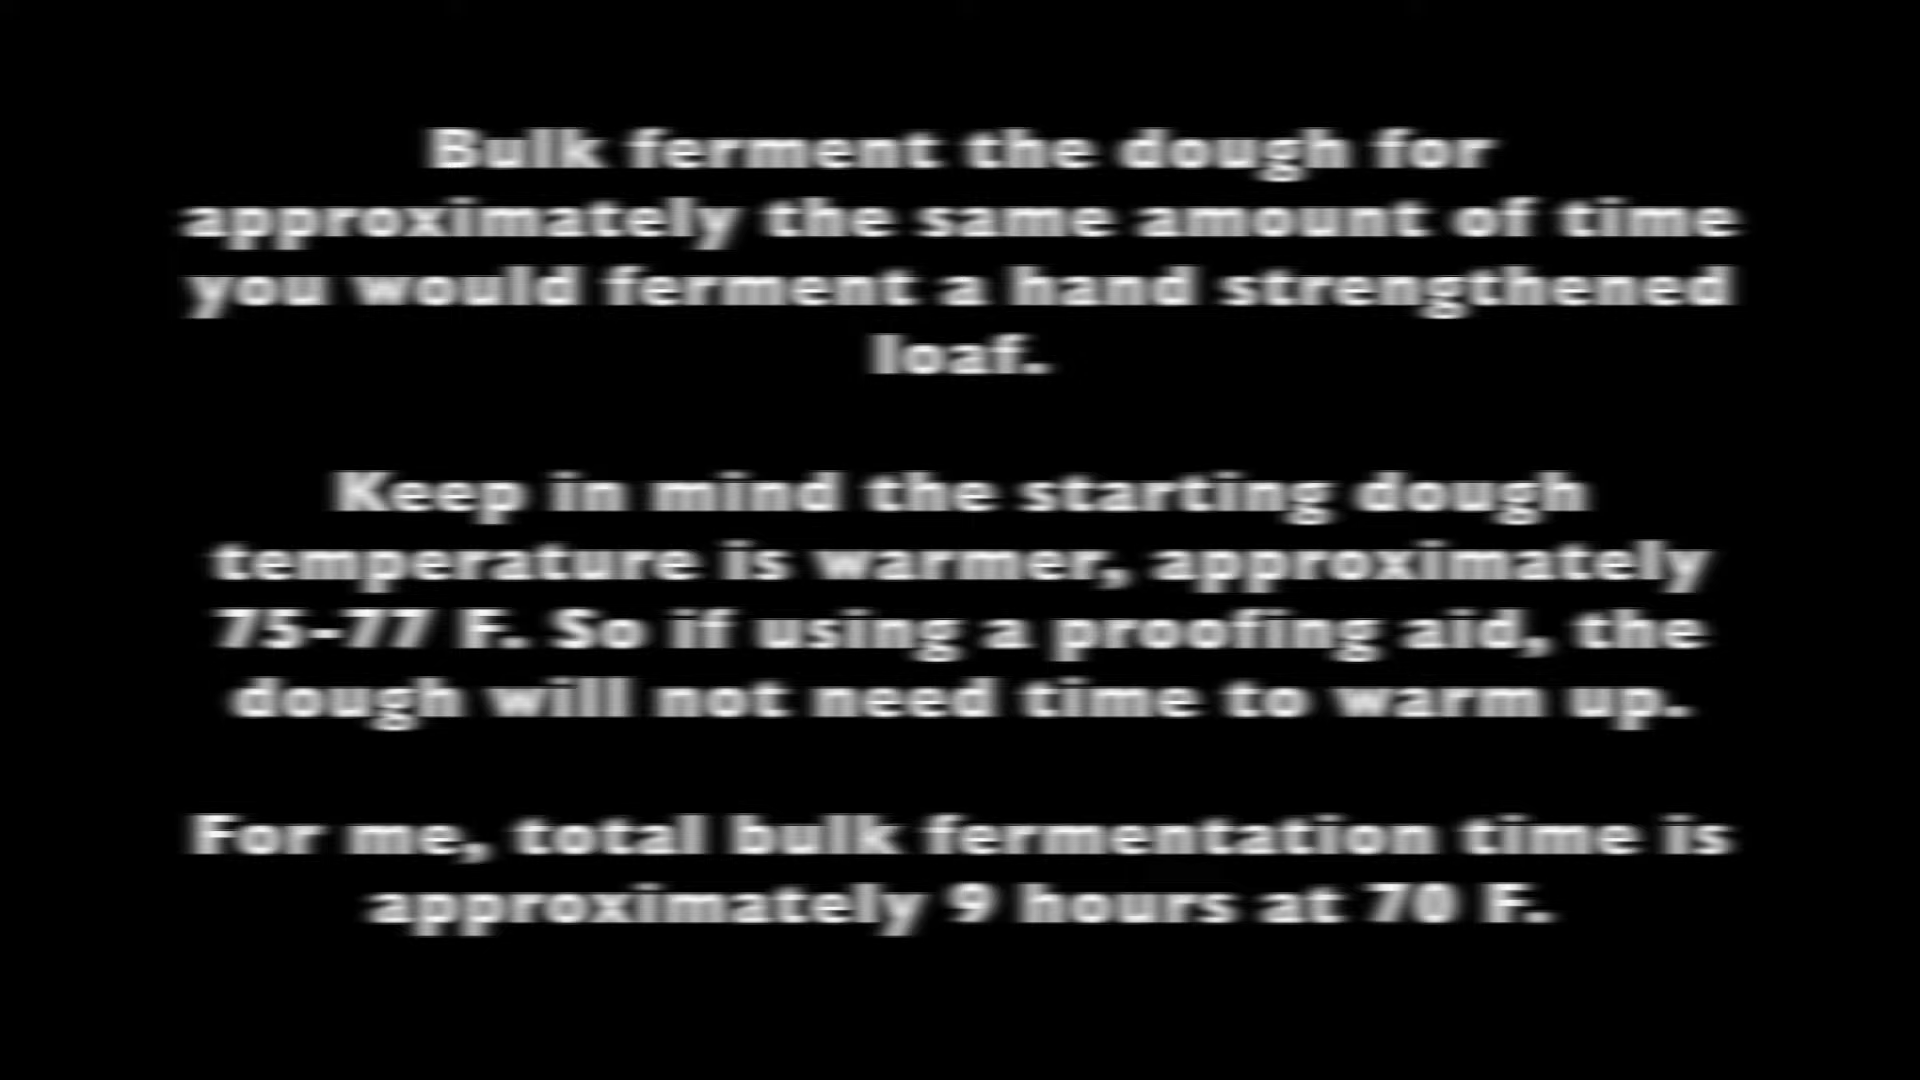 Bulk ferment the dough for
approximately the same amount of time
you would ferment a hand strengthened
loaf.
Keep in mind the starting dough
temperature is warmer, approximately
75-77 F. So if using a proofing aid, the
dough will not need time to warm up.
For me, total bulk fermentation time is
approximately 9 hours at 70 F.